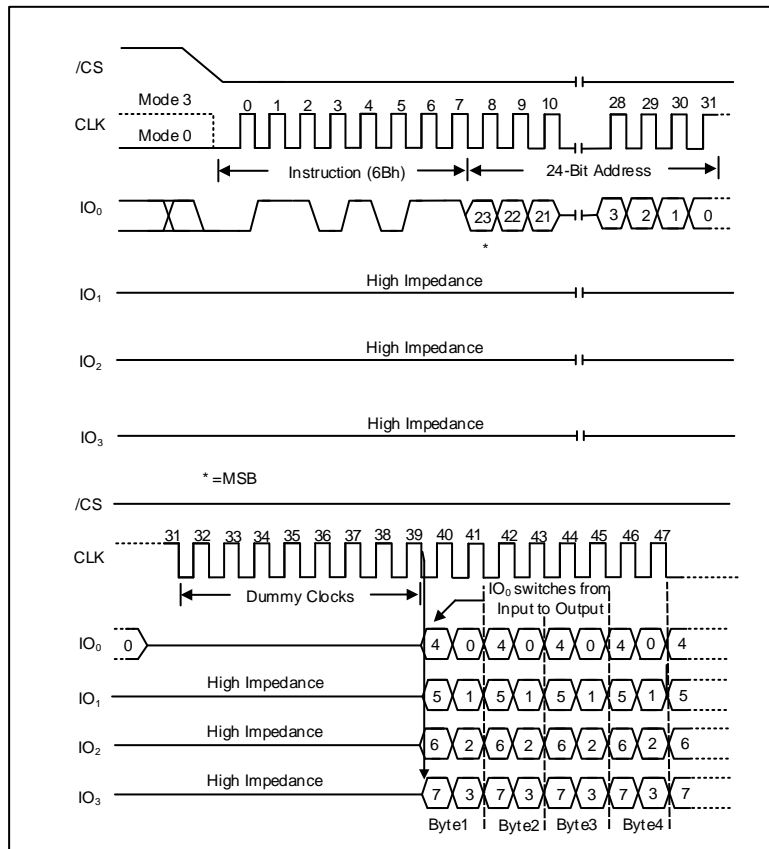 /CS
Mode 3
CLK 0 1 2 3 4 5 6 7 8 9 10 28 29 30 31
Mode 0
Instruction (6Bh) 24-Bit Address
IO0 23 22 21 3 2 1 0
*
High Impedance
IO1
High Impedance
IO2
High Impedance
IO3
* =MSB
/CS
31 32 33 34 35 36 37 38 39 40 41 42 43 44 45 46 47
CLK
Dummy Clocks
IO0 switches from
Input to Output
IO0 0 4 0 4 0 4 0 4 0 4
IO1 High Impedance 5 1 5 1 5 1 5 1 5
IO2 High Impedance 6 2 6 2 6 2 6 2 6
IO3 High Impedance 7 3 7 3 7 3 7 3 7
Byte1 Byte2 Byte3 Byte4